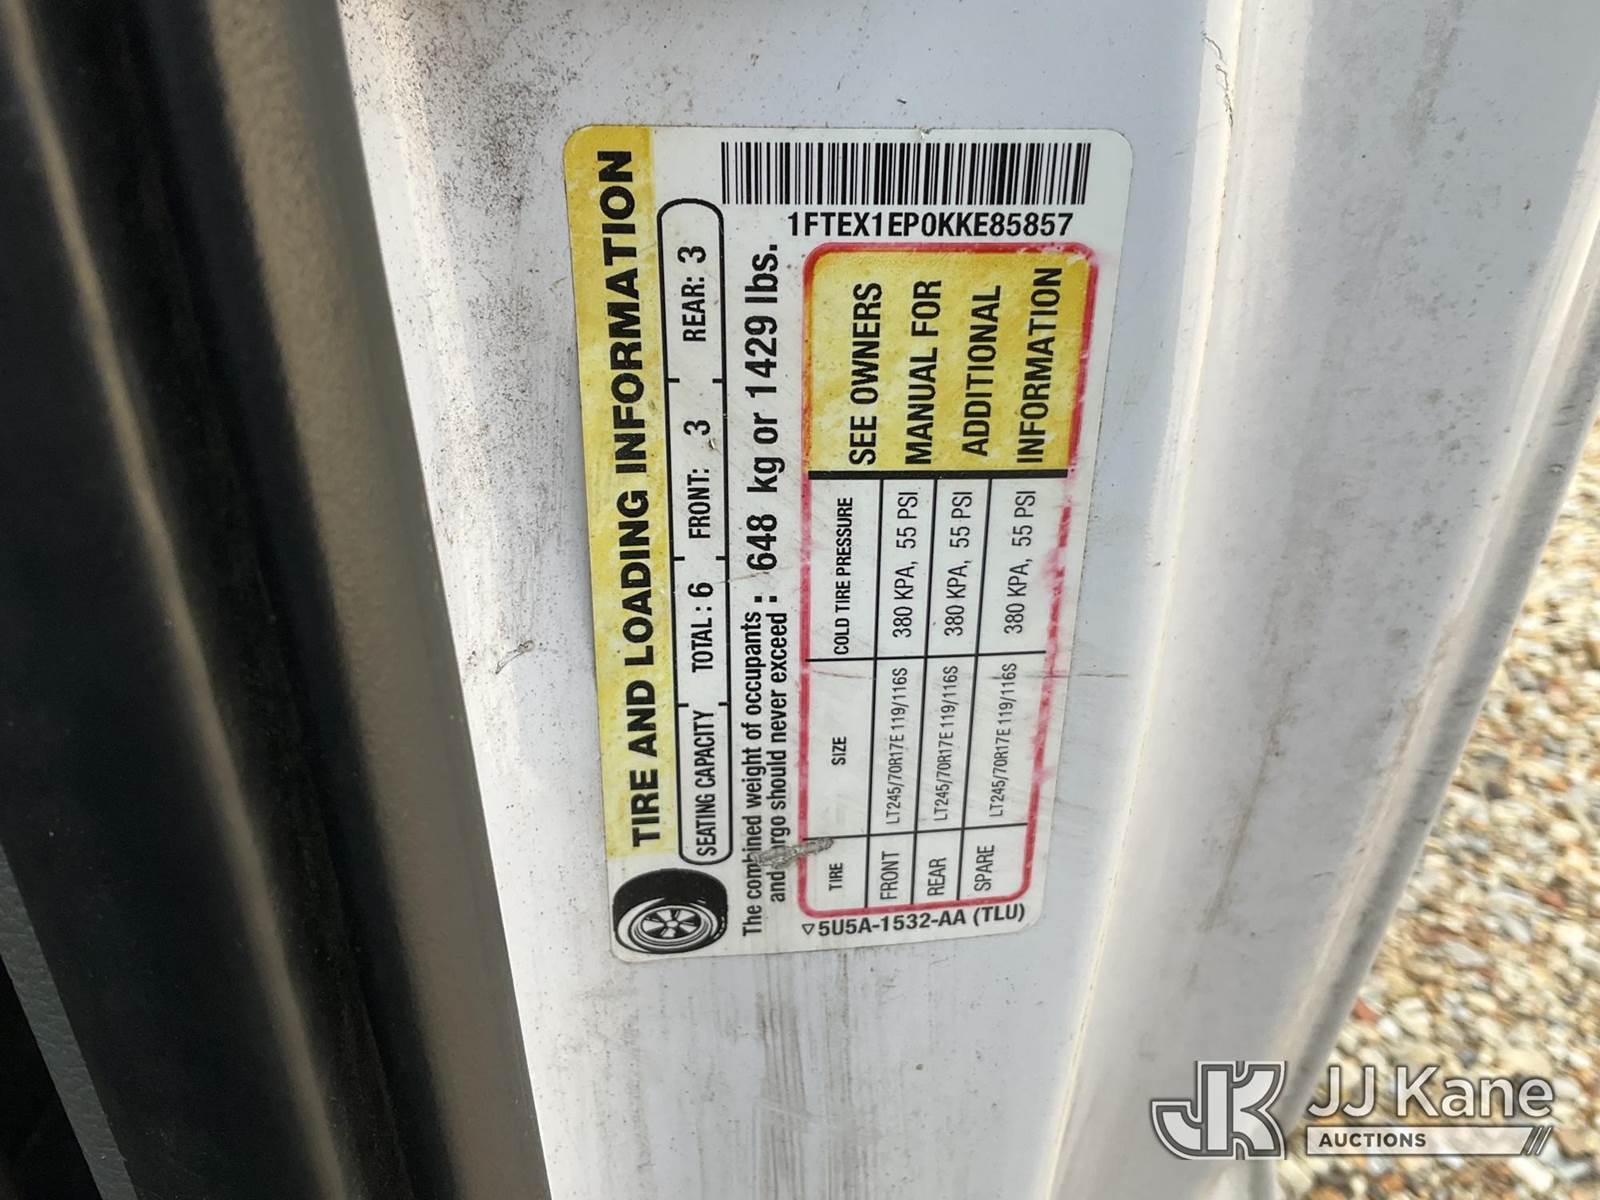 TIRE AND LOADING INFORMATION
SEATING CAPACITY TOTAL : 6 FRONT: 3 REAR: 3
The combined weight of occupants
and cargo should never exceed : 648 kg or 1429 lbs.
1FTEX1EP0KKE85857
TIRE SIZE COLD TIRE PRESSURE
FRONT LT245/70R17E 119/116S 380 KPA, 55 PSI
REAR LT245/70R17E 119/116S 380 KPA, 55 PSI
SPARE LT245/70R17E 119/116S 380 KPA, 55 PSI
SEE OWNERS
MANUAL FOR
ADDITIONAL
INFORMATION
5U5A-1532-AA (TLU)
JK JJ Kane
AUCTIONS